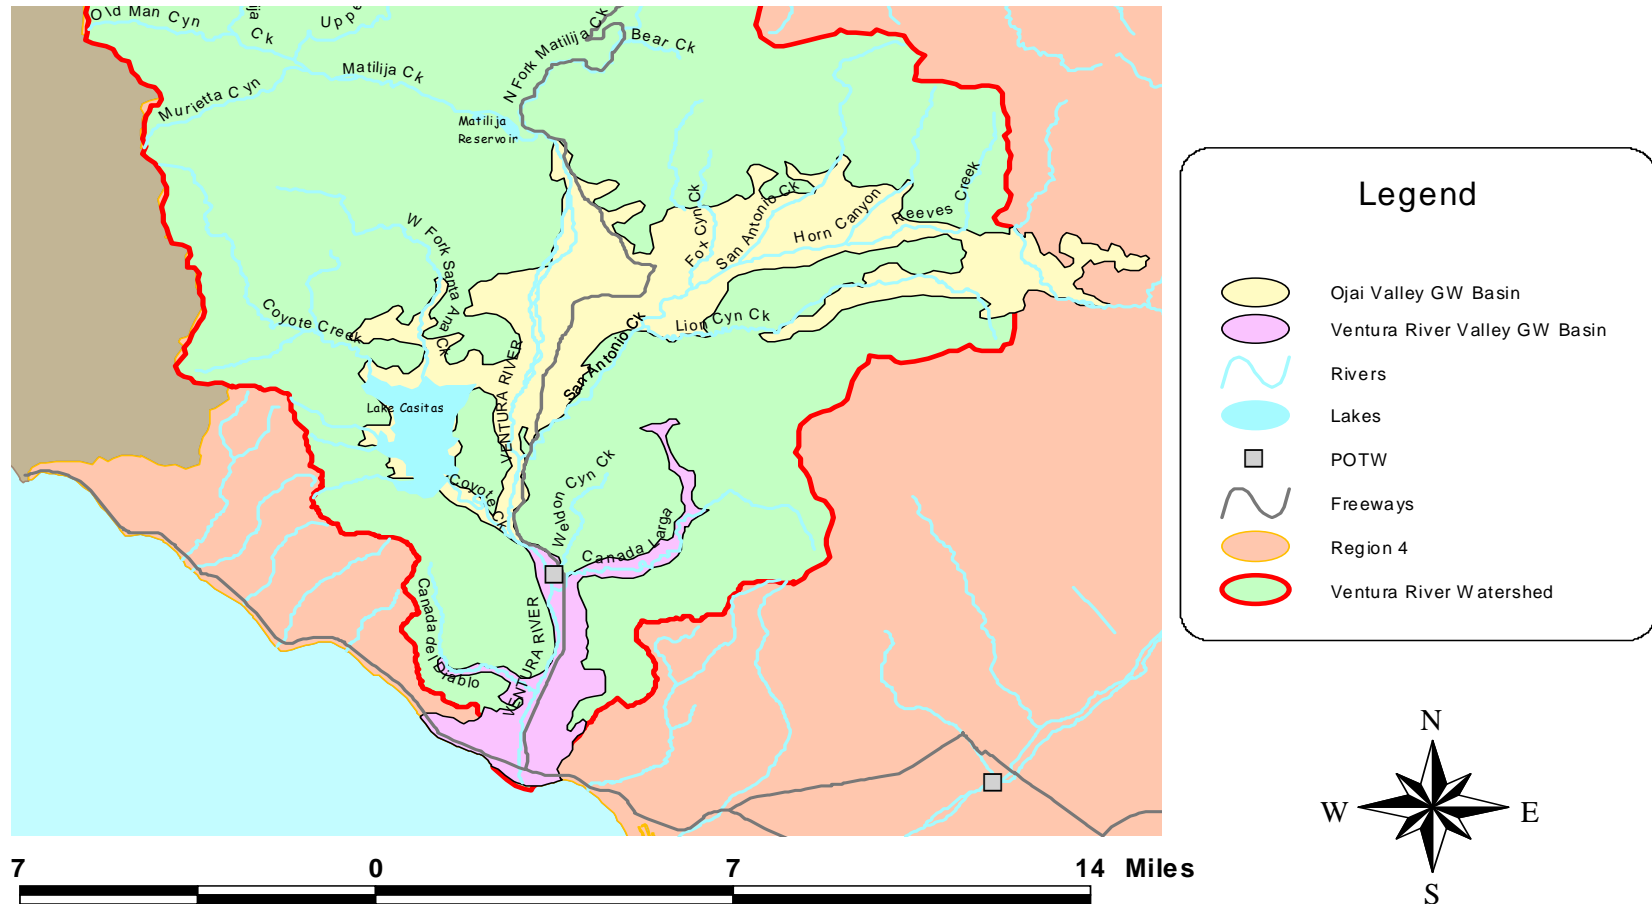 Old Man Cyn
Ck
Uppe
Murietta Cyn
Matilija Ck
N Fork Matilija Ck
Bear Ck
Matilija
Reservoir
W Fork Santa Ana Ck
Coyote Creek
Fox Cyn Ck
San Antonio Ck
Horn Canyon
Reeves Creek
Lion Cyn Ck
San Antonio Ck
VENTURA RIVER
Lake Casitas
Coyote Ck
Weldon Cyn Ck
Canada Larga
Canada del Diablo
VENTURA RIVER
Legend
Ojai Valley GW Basin
Ventura River Valley GW Basin
Rivers
Lakes
POTW
Freeways
Region 4
Ventura River Watershed
N
W E
S
7 0 7 14 Miles